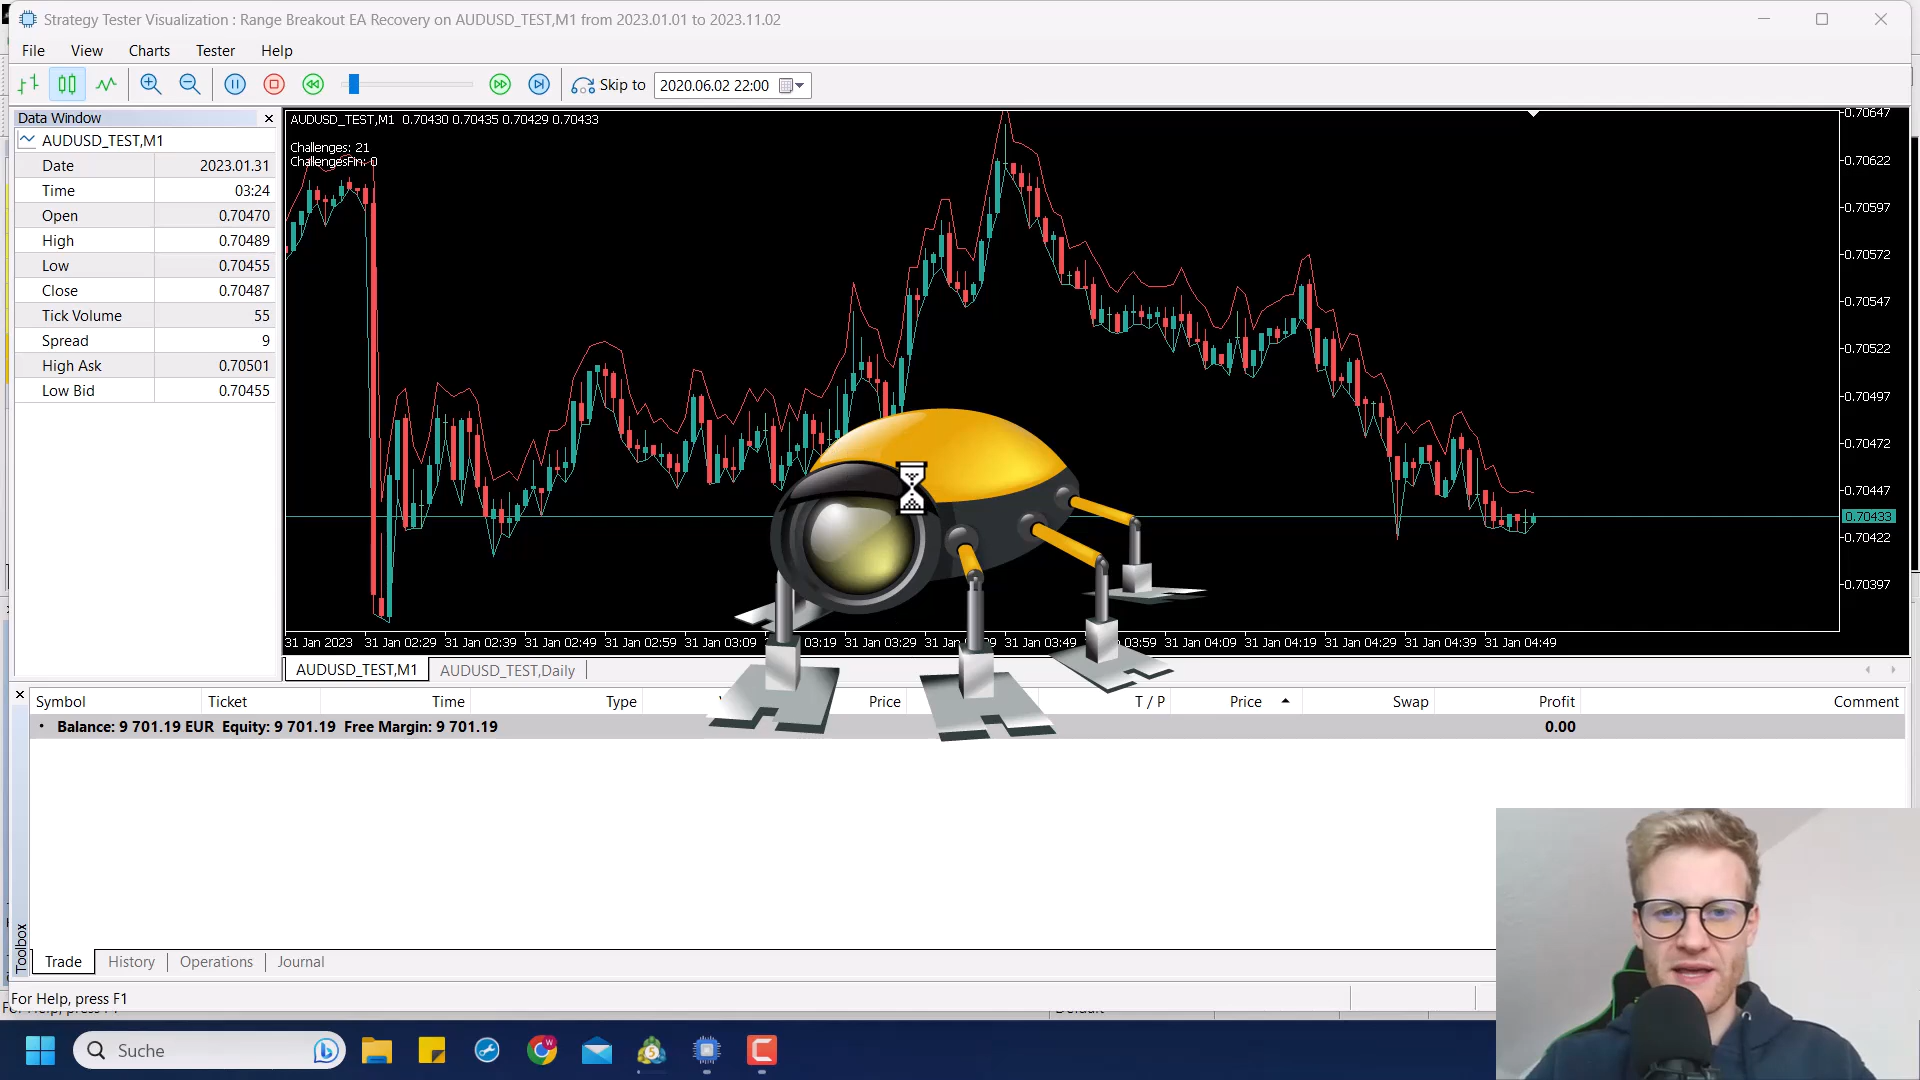 Strategy Tester Visualization : Range Breakout EA Recovery on AUDUSD_TEST,M1 from 2023.01.01 to 2023.11.02
File View Charts Tester Help
Skip to 2020.06.02 22:00
Data Window
AUDUSD_TEST,M1
Date 2023.01.31
Time 03:24
Open 0.70470
High 0.70489
Low 0.70455
Close 0.70487
Tick Volume 55
Spread 9
High Ask 0.70501
Low Bid 0.70455
AUDUSD_TEST,M1 0.70430 0.70435 0.70429 0.70433
Challenges: 21
ChallengesFin: 0
0.70647
0.70622
0.70597
0.70572
0.70547
0.70522
0.70497
0.70472
0.70447
0.70433
0.70422
0.70397
31 Jan 2023 31 Jan 02:29 31 Jan 02:39 31 Jan 02:49 31 Jan 02:59 31 Jan 03:09 03:19 31 Jan 03:29 31 Jan 03:49 03:59 31 Jan 04:09 31 Jan 04:19 31 Jan 04:29 31 Jan 04:39 31 Jan 04:49
AUDUSD_TEST,M1 AUDUSD_TEST,Daily
Symbol Ticket Time Type Price T / P Price Swap Profit Comment
Balance: 9 701.19 EUR Equity: 9 701.19 Free Margin: 9 701.19 0.00
Toolbox
Trade History Operations Journal
For Help, press F1
Suche